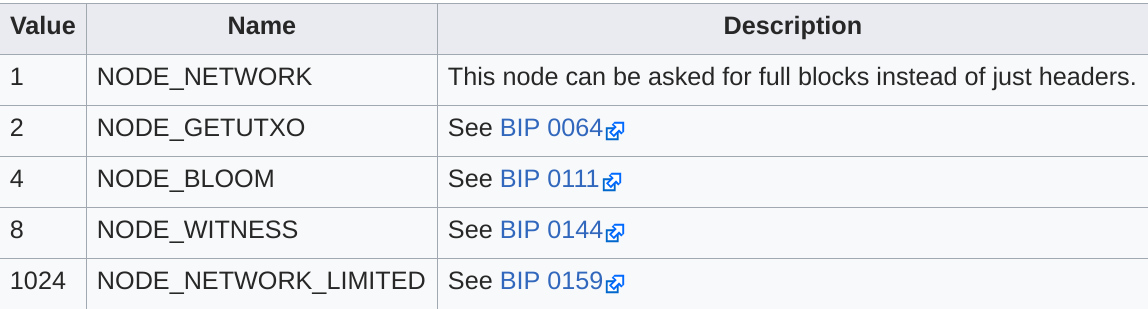 Value Name Description
1 NODE_NETWORK This node can be asked for full blocks instead of just headers.
2 NODE_GETUTXO See BIP 0064
4 NODE_BLOOM See BIP 0111
8 NODE_WITNESS See BIP 0144
1024 NODE_NETWORK_LIMITED See BIP 0159